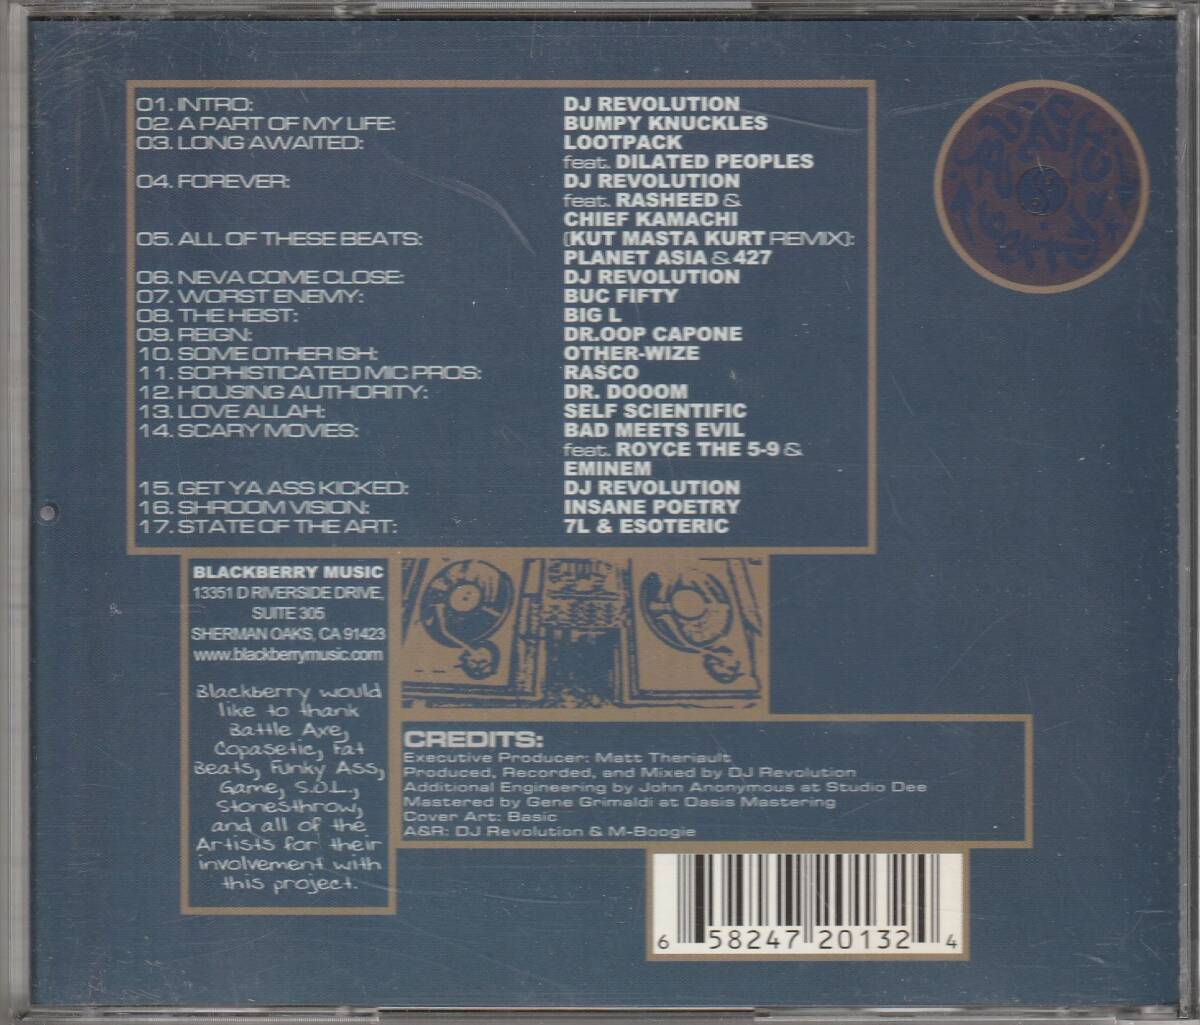 01. INTRO: DJ REVOLUTION
02. A PART OF MY LIFE: BUMPY KNUCKLES
03. LONG AWAITED: LOOTPACK
feat. DILATED PEOPLES
04. FOREVER: DJ REVOLUTION
feat. RASHEED &
CHIEF KAMACHI
05. ALL OF THESE BEATS: (KUT MASTA KURT REMIX):
PLANET ASIA & 427
06. NEVA COME CLOSE: DJ REVOLUTION
07. WORST ENEMY: BUC FIFTY
08. THE HEIST: BIG L
09. REIGN: DR.OOP CAPONE
10. SOME OTHER ISH: OTHER-WIZE
11. SOPHISTICATED MIC PROS: RASCO
12. HOUSING AUTHORITY: DR. DOOOM
13. LOVE ALLAH: SELF SCIENTIFIC
14. SCARY MOVIES: BAD MEETS EVIL
feat. ROYCE THE 5-9 &
EMINEM
15. GET YA ASS KICKED: DJ REVOLUTION
16. SHROOM VISION: INSANE POETRY
17. STATE OF THE ART: 7L & ESOTERIC
BLACKBERRY MUSIC
13351 D RIVERSIDE DRIVE,
SUITE 305
SHERMAN OAKS, CA 91423
www.blackberrymusic.com
Blackberry would
like to thank
Battle Axe,
Copasetic, Fat
Beats, Funky Ass,
Game, S.O.L.,
Stonesthrow,
and all of the
Artists for their
involvement with
this project.
CREDITS:
Executive Producer: Matt Theriault
Produced, Recorded, and Mixed by DJ Revolution
Additional Engineering by John Anonymous at Studio Dee
Mastered by Gene Grimaldi at Oasis Mastering
Cover Art: Basic
A&R: DJ Revolution & M-Boogie
6 58247 20132 4